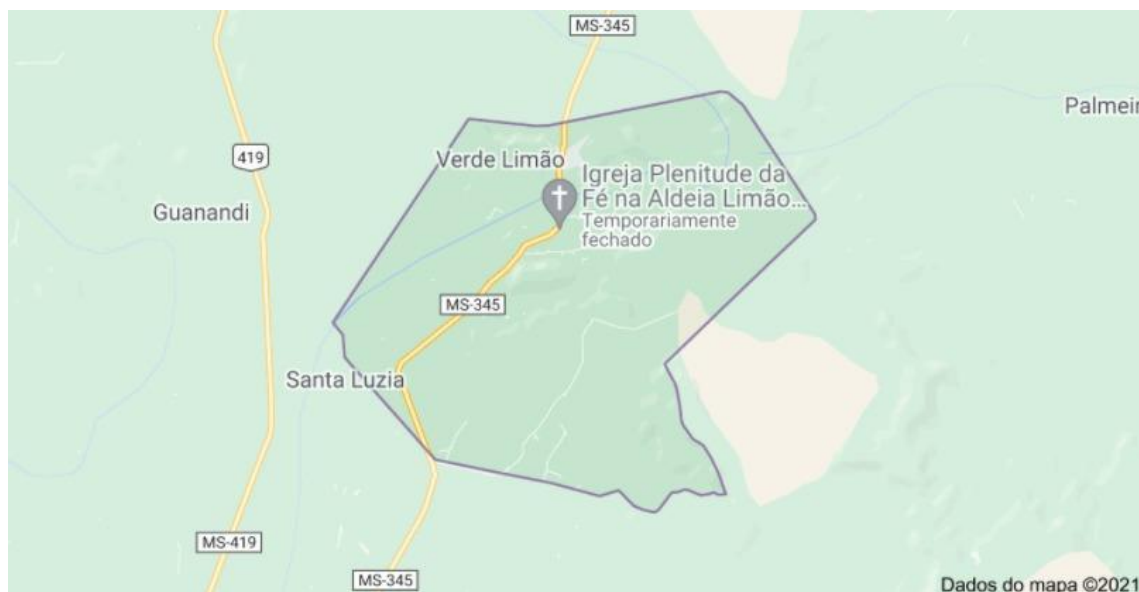 MS-345
Palmeir
Verde Limão
419
Igreja Plenitude da
Fé na Aldeia Limão...
Temporariamente
fechado
Guanandi
MS-345
Santa Luzia
MS-419
MS-345
Dados do mapa ©2021